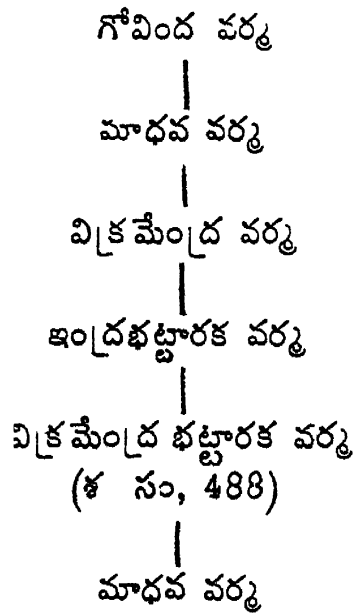 గోవింద వర్మ
మాధవ వర్మ
విక్రమేంద్ర వర్మ
ఇంద్రభట్టారక వర్మ
విక్రమేంద్ర భట్టారక వర్మ
(శ సం, 488)
మాధవ వర్మ